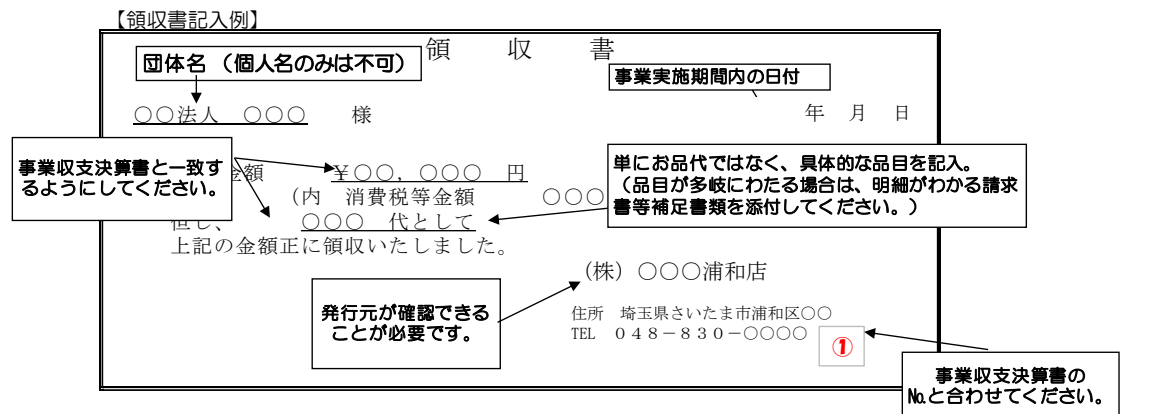 【領収書記入例】
領　収　書
団体名 （個人名のみは不可）
事業実施期間内の日付
○○法人　○○○　様
年　月　日
事業収支決算書と一致す
るようにしてください。
金額　￥○○，○○○　円
(内　消費税等金額　○○○
単にお品代ではなく、具体的な品目を記入。
（品目が多岐にわたる場合は、明細がわかる請求
書等補足書類を添付してください。）
但し、　○○○　代として
上記の金額正に領収いたしました。
（株）○○○浦和店
発行元が確認できる
ことが必要です。
住所　埼玉県さいたま市浦和区○○
TEL　０４８－８３０－○○○○
①
事業収支決算書の
№と合わせてください。